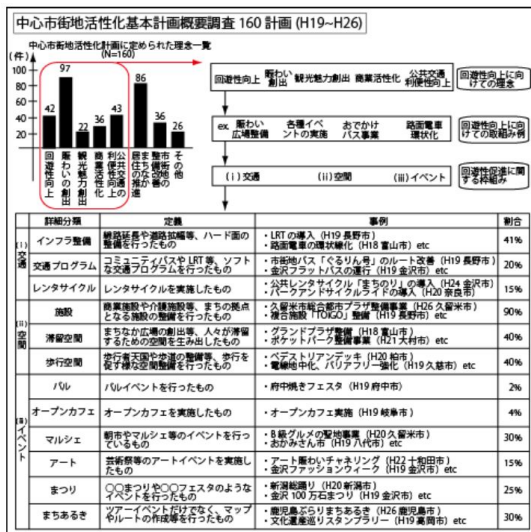 中心市街地活性化基本計画概要調査 160 計画 (H19~H26)
中心市街地活性化計画に定められた理念一覧
(件)
(N=160)
100
80
60
40
20
0
42
97
22
36
43
86
36
26
回遊性向上
賑わいの創出
観光魅力創出
商業活性化
公共交通の
利便性向上
居住の推進
まちなか
市街地の
整備改善
その他
回遊性向上 賑わい創出 観光魅力創出 商業活性化 公共交通利便性向上
回遊性向上に向けての理念
ex. 賑わい広場整備 各種イベントの実施 おでかけバス事業 路面電車環状化
回遊性向上に向けての取組み例
(ⅰ) 交通 (ⅱ) 空間 (ⅲ) イベント
回遊性促進に関する枠組み
詳細分類 定義 事例 割合
(ⅰ)交通
インフラ整備
線路延長や道路拡幅等、ハード面の
整備を行ったもの
・LRT の導入 (H19 長野市)
・路面電車の環状線化 (H18 富山市) etc
41%
交通プログラム
コミュニティバスや LRT 等、ソフト
な交通プログラムを行ったもの
・市街地バス「ぐるりん号」のルート改善 (H19 長野市)
・金沢フラットバスの運行 (H19 金沢市) etc
20%
レンタサイクル
レンタサイクルを実施したもの
・公共レンタサイクル「まちのり」の導入 (H24 金沢市)
・パークアンドサイクルライドの導入 (H20 奈良市)
15%
(ⅱ)空間
施設
商業施設や介護施設等、まちの拠点
となる施設の整備を行ったもの
・久留米市総合都市プラザ整備事業 (H26 久留米市)
・複合施設「TOiGO」整備 (H19 長野市) etc
90%
滞留空間
まちなか広場の創出等、人々が滞留
するための空間を生み出したもの
・グランドプラザ整備 (H18 富山市)
・ポケットパーク整備事業 (H21 大村市) etc
40%
歩行空間
歩行者天国や歩道の整備等、歩行を
促す様な空間整備を行ったもの
・ペデストリアンデッキ (H20 柏市)
・電線地中化、バリアフリー強化 (H19 久慈市) etc
40%
(ⅲ)イベント
バル
バルイベントを行ったもの
・府中焼きフェスタ (H19 府中市)
2%
オープンカフェ
オープンカフェを実施したもの
・オープンカフェ実施 (H19 岐阜市)
4%
マルシェ
朝市やマルシェ等のイベントを行っ
ているもの
・B 級グルメの聖地事業 (H20 久留米市)
・おかみさん市 (H19 八代市) etc
30%
アート
芸術祭等のアートイベントを実施し
たもの
・アート賑わいチャネリング (H22 十和田市)
・金沢ファッションウィーク (H19 金沢市) etc
15%
まつり
〇〇まつりや〇〇フェスタのような
イベントを行ったもの
・新潟総踊り (H20 新潟市)
・金沢 100 万石まつり (H19 金沢市) etc
25%
まちあるき
ツアーイベントだけでなく、マップ
やルートの作成等を行ったもの
・鹿児島ぶらりまちあるき (H26 鹿児島市)
・文化遺産巡りスタンプラリー (H19 高岡市) etc
30%